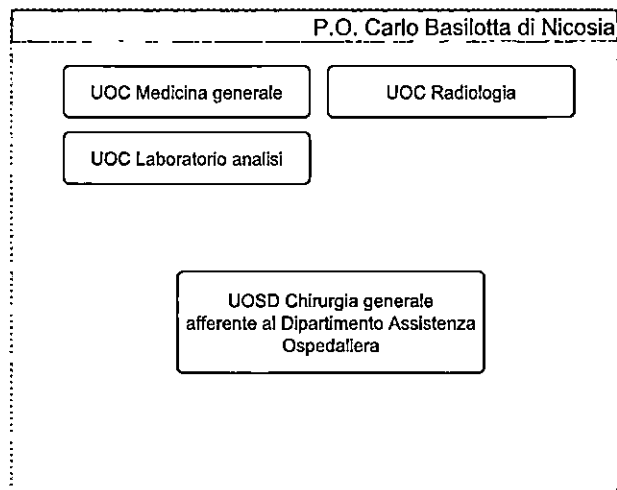 P.O. Carlo Basilotta di Nicosia
UOC Medicina generale
UOC Radiologia
UOC Laboratorio analisi
UOSD Chirurgia generale
afferente al Dipartimento Assistenza
Ospedaliera